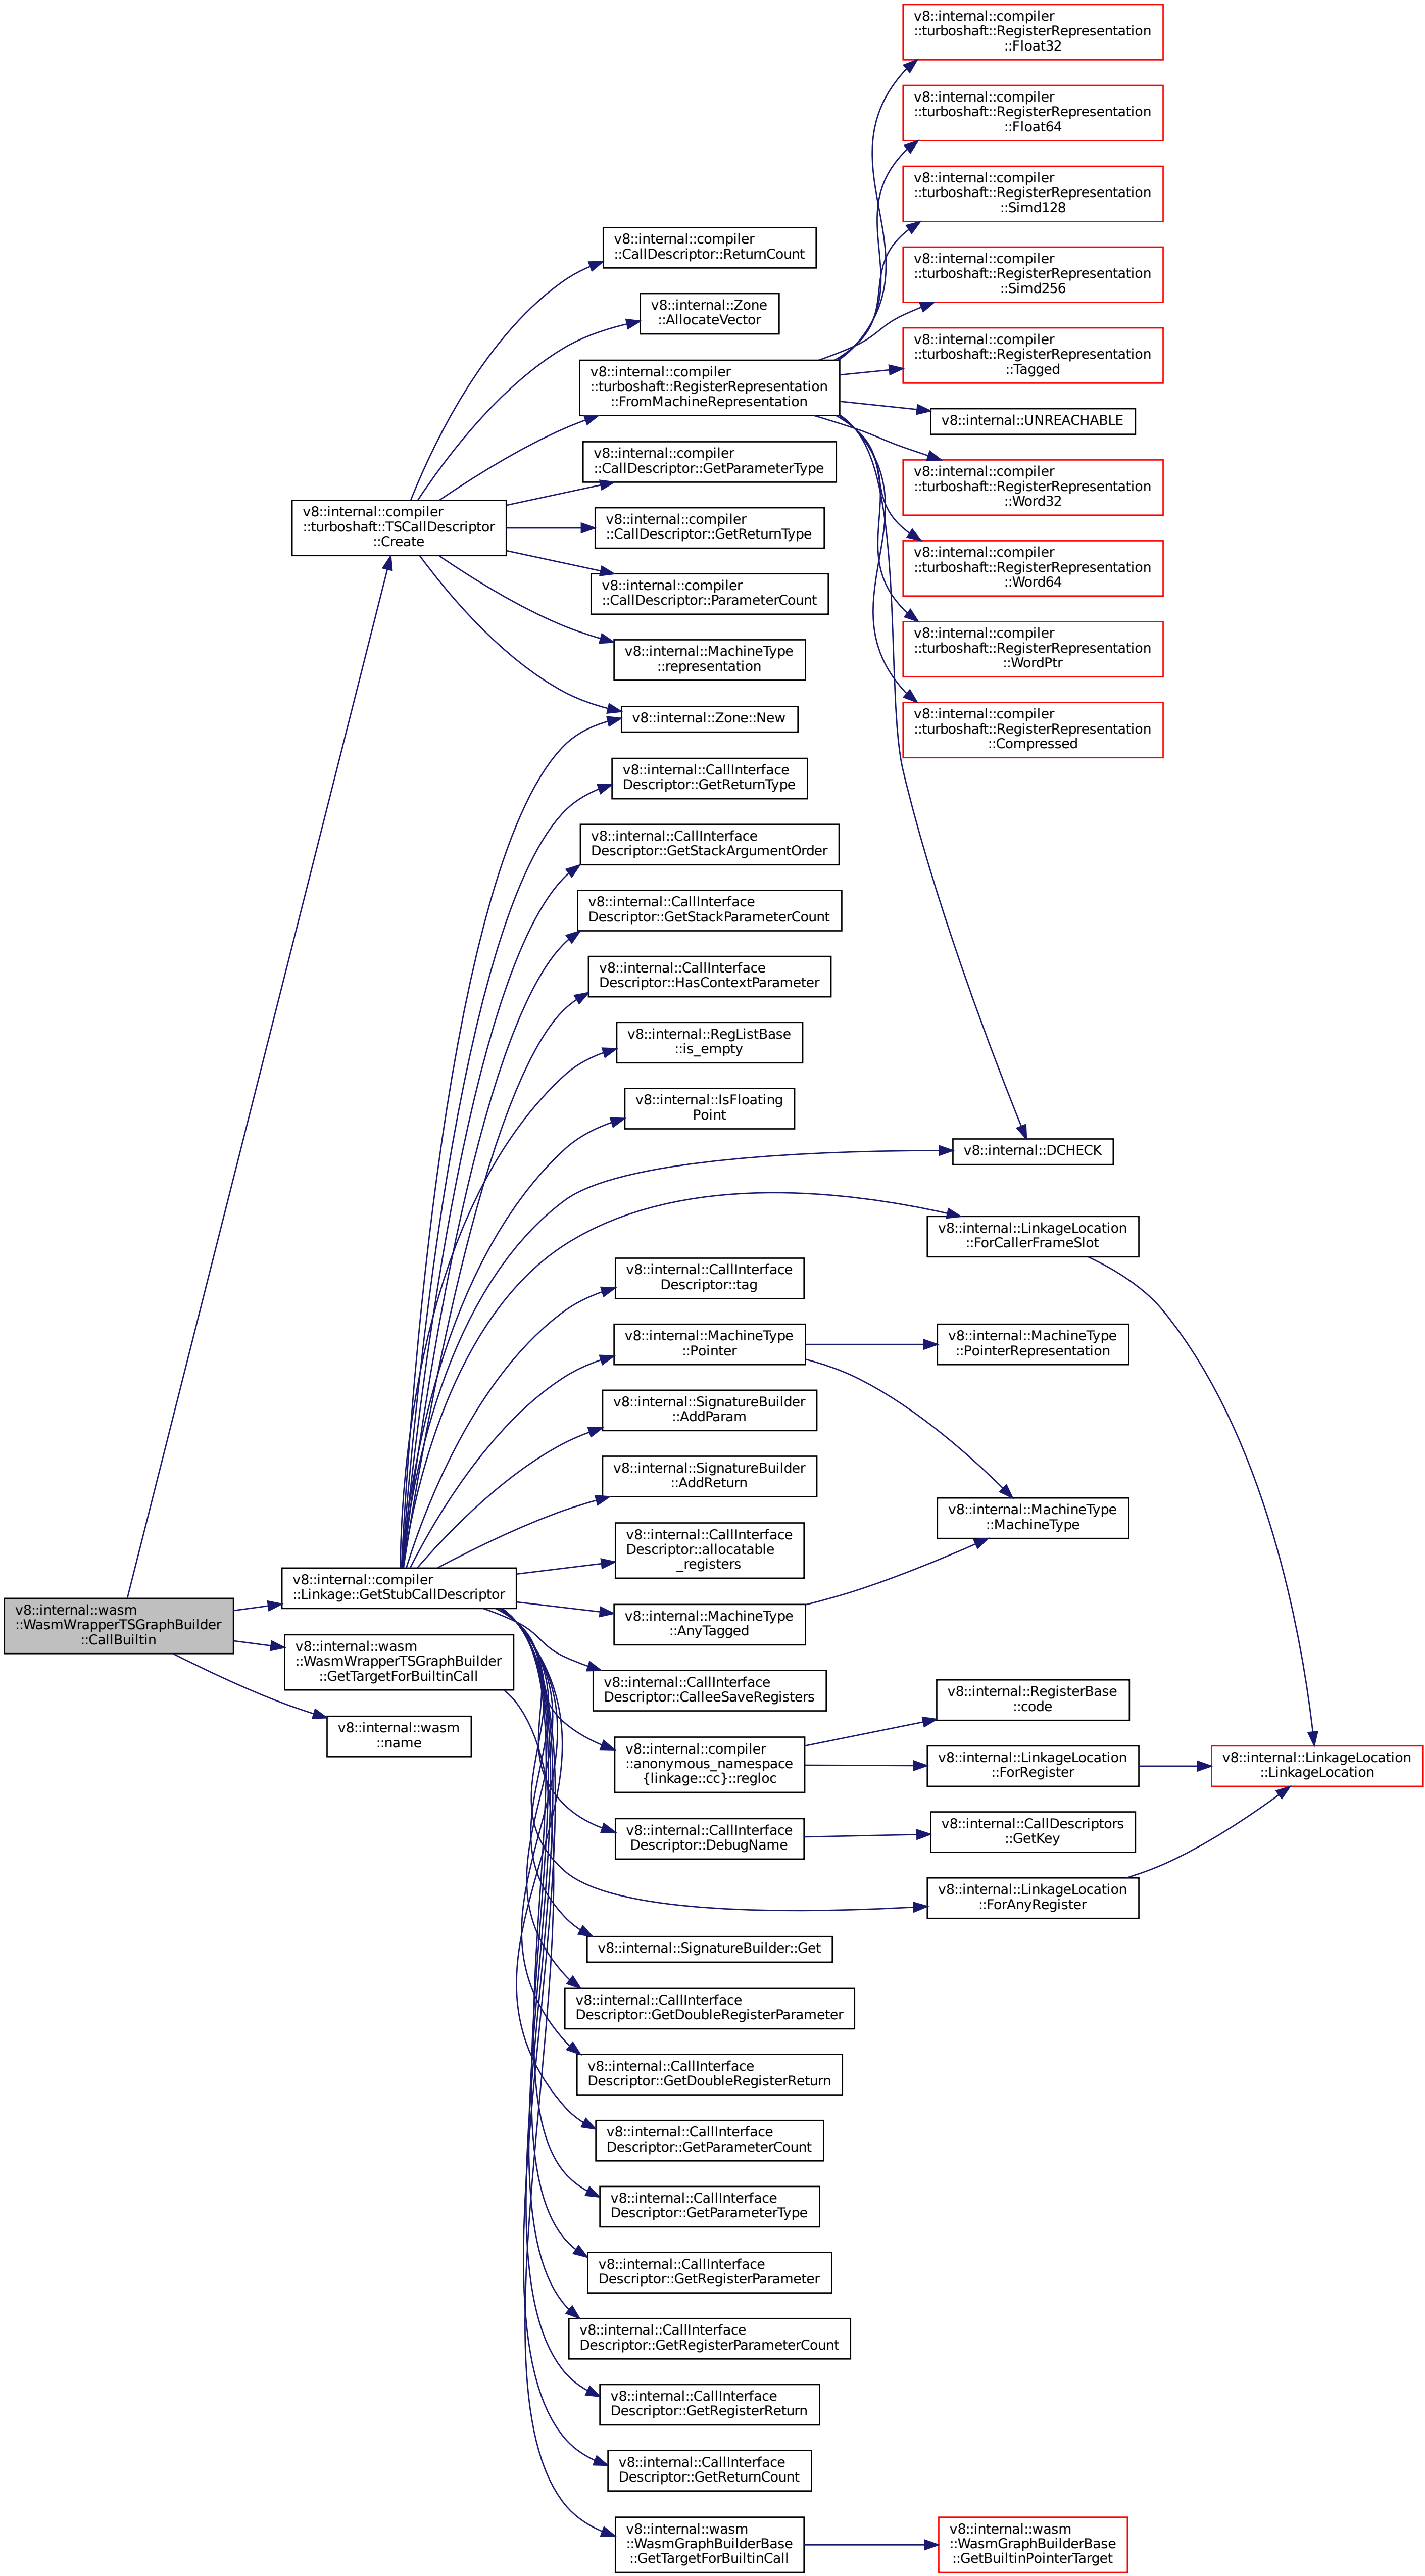 v8::internal::compiler
::turboshaft::RegisterRepresentation
::Float32
v8::internal::compiler
::turboshaft::RegisterRepresentation
::Float64
v8::internal::compiler
::turboshaft::RegisterRepresentation
::Simd128
v8::internal::compiler
::CallDescriptor::ReturnCount
v8::internal::compiler
::turboshaft::RegisterRepresentation
::Simd256
v8::internal::Zone
::AllocateVector
v8::internal::compiler
::turboshaft::RegisterRepresentation
::Tagged
v8::internal::compiler
::turboshaft::RegisterRepresentation
::FromMachineRepresentation
v8::internal::UNREACHABLE
v8::internal::compiler
::CallDescriptor::GetParameterType
v8::internal::compiler
::turboshaft::RegisterRepresentation
::Word32
v8::internal::compiler
::turboshaft::TSCallDescriptor
::Create
v8::internal::compiler
::CallDescriptor::GetReturnType
v8::internal::compiler
::turboshaft::RegisterRepresentation
::Word64
v8::internal::compiler
::CallDescriptor::ParameterCount
v8::internal::compiler
::turboshaft::RegisterRepresentation
::WordPtr
v8::internal::MachineType
::representation
v8::internal::Zone::New
v8::internal::compiler
::turboshaft::RegisterRepresentation
::Compressed
v8::internal::CallInterface
Descriptor::GetReturnType
v8::internal::CallInterface
Descriptor::GetStackArgumentOrder
v8::internal::CallInterface
Descriptor::GetStackParameterCount
v8::internal::CallInterface
Descriptor::HasContextParameter
v8::internal::RegListBase
::is_empty
v8::internal::IsFloating
Point
v8::internal::DCHECK
v8::internal::LinkageLocation
::ForCallerFrameSlot
v8::internal::CallInterface
Descriptor::tag
v8::internal::MachineType
::Pointer
v8::internal::MachineType
::PointerRepresentation
v8::internal::SignatureBuilder
::AddParam
v8::internal::SignatureBuilder
::AddReturn
v8::internal::MachineType
::MachineType
v8::internal::CallInterface
Descriptor::allocatable
_registers
v8::internal::compiler
::Linkage::GetStubCallDescriptor
v8::internal::wasm
::WasmWrapperTSGraphBuilder
::CallBuiltin
v8::internal::MachineType
::AnyTagged
v8::internal::wasm
::WasmWrapperTSGraphBuilder
::GetTargetForBuiltinCall
v8::internal::CallInterface
Descriptor::CalleeSaveRegisters
v8::internal::RegisterBase
::code
v8::internal::wasm
::name
v8::internal::compiler
::anonymous_namespace
{linkage::cc}::regloc
v8::internal::LinkageLocation
::ForRegister
v8::internal::LinkageLocation
::LinkageLocation
v8::internal::CallInterface
Descriptor::DebugName
v8::internal::CallDescriptors
::GetKey
v8::internal::LinkageLocation
::ForAnyRegister
v8::internal::SignatureBuilder::Get
v8::internal::CallInterface
Descriptor::GetDoubleRegisterParameter
v8::internal::CallInterface
Descriptor::GetDoubleRegisterReturn
v8::internal::CallInterface
Descriptor::GetParameterCount
v8::internal::CallInterface
Descriptor::GetParameterType
v8::internal::CallInterface
Descriptor::GetRegisterParameter
v8::internal::CallInterface
Descriptor::GetRegisterParameterCount
v8::internal::CallInterface
Descriptor::GetRegisterReturn
v8::internal::CallInterface
Descriptor::GetReturnCount
v8::internal::wasm
::WasmGraphBuilderBase
::GetTargetForBuiltinCall
v8::internal::wasm
::WasmGraphBuilderBase
::GetBuiltinPointerTarget